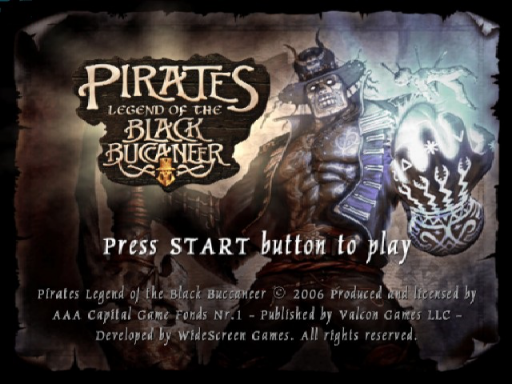 PIRATES
LEGEND OF THE
BLACK
BUCCANEER
Press START button to play
Pirates Legend of the Black Buccaneer © 2006 Produced and licensed by
AAA Capital Game Fonds Nr.1 - Published by Valcon Games LLC -
Developed by WideScreen Games. All rights reserved.